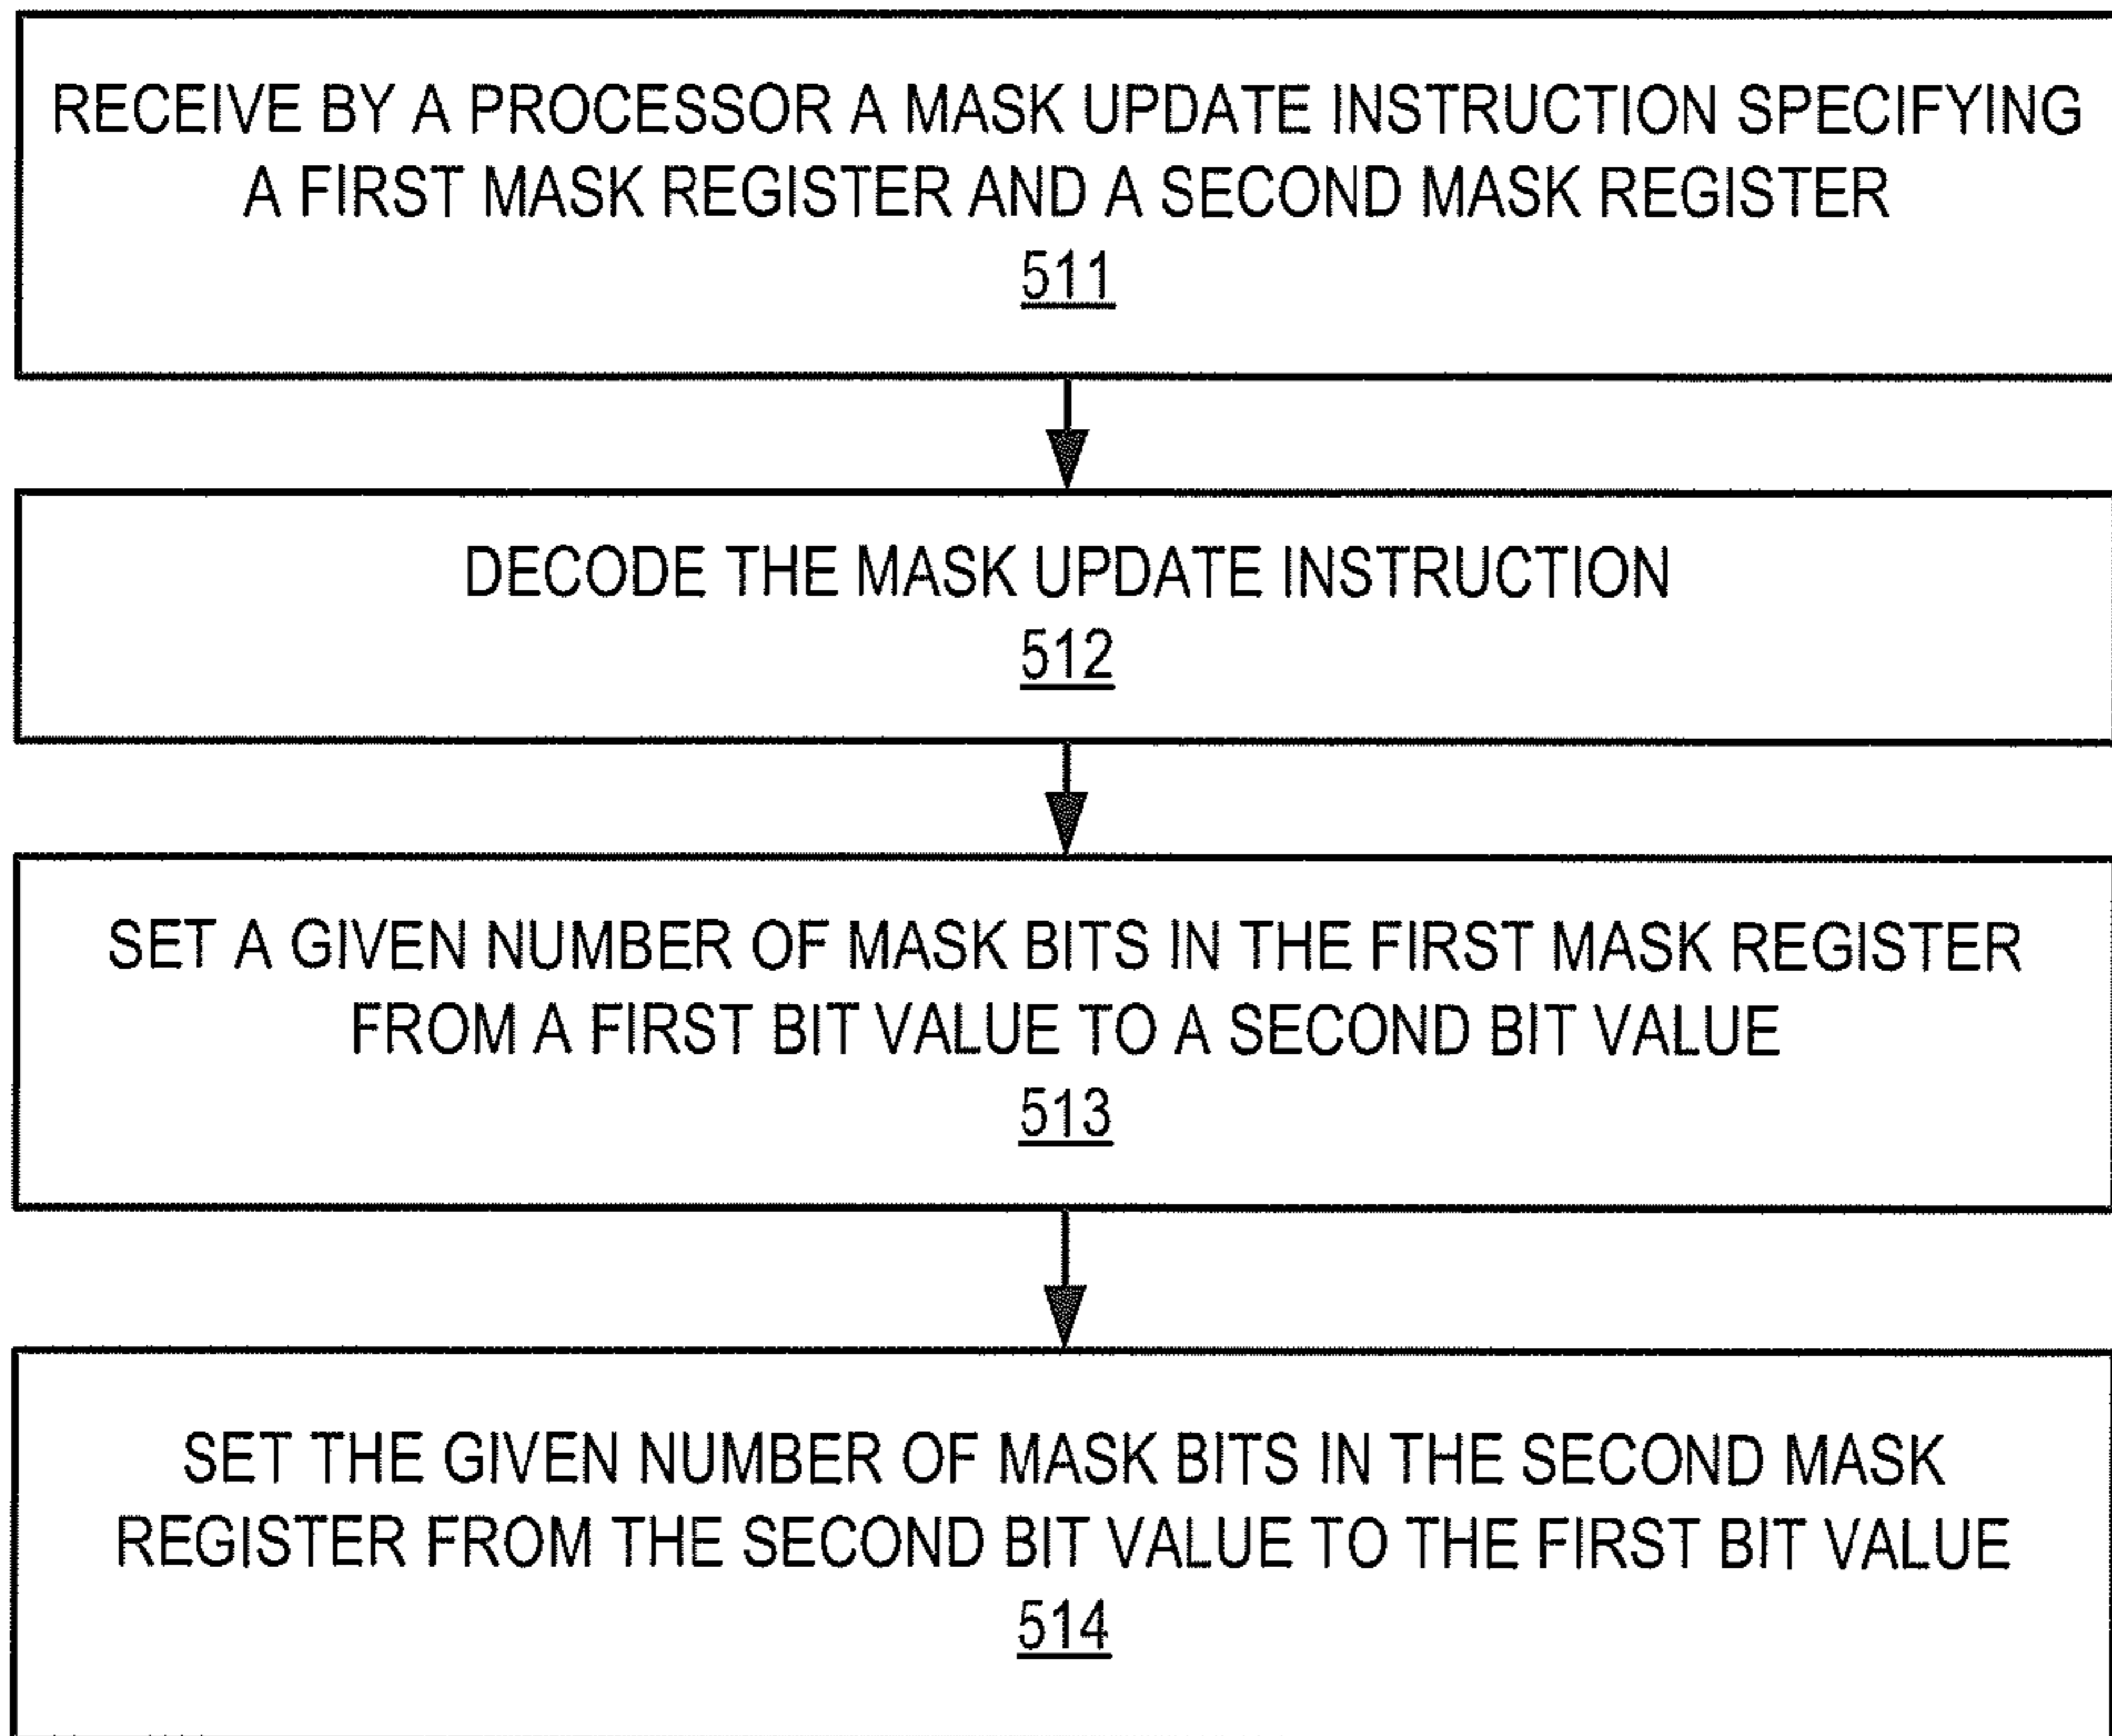 RECEIVE BY A PROCESSOR A MASK UPDATE INSTRUCTION SPECIFYING
A FIRST MASK REGISTER AND A SECOND MASK REGISTER
511
DECODE THE MASK UPDATE INSTRUCTION
512
SET A GIVEN NUMBER OF MASK BITS IN THE FIRST MASK REGISTER
FROM A FIRST BIT VALUE TO A SECOND BIT VALUE
513
SET THE GIVEN NUMBER OF MASK BITS IN THE SECOND MASK
REGISTER FROM THE SECOND BIT VALUE TO THE FIRST BIT VALUE
514